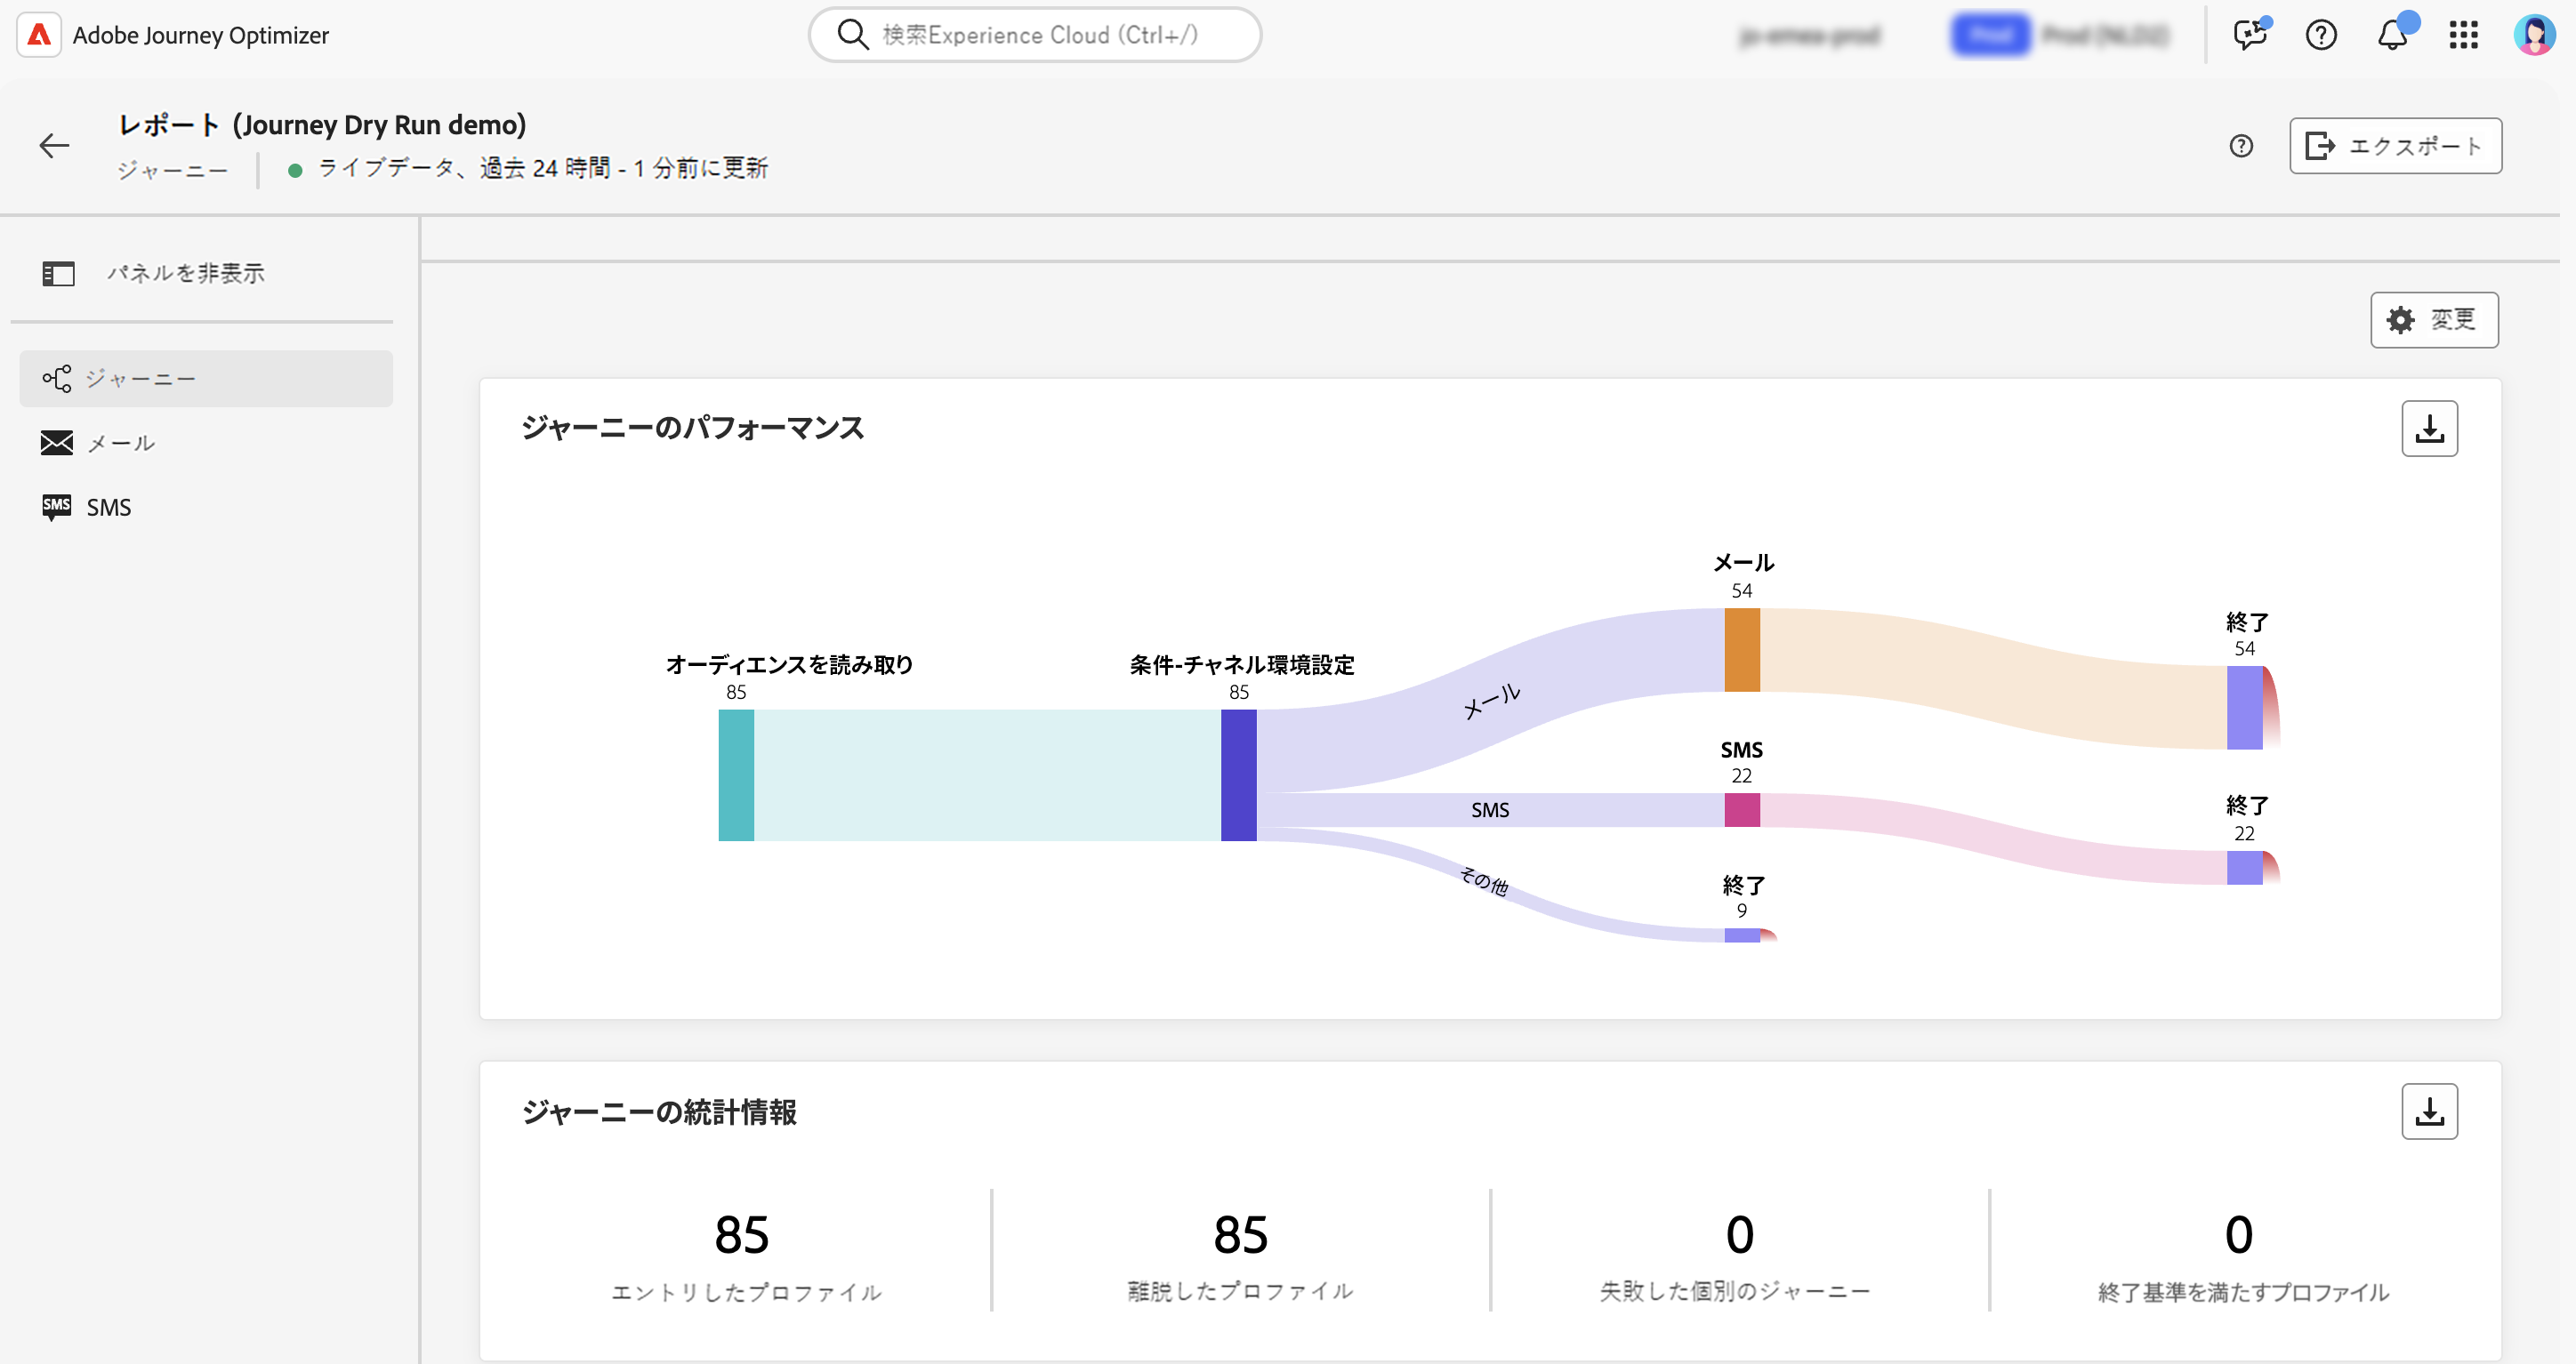 Adobe Journey Optimizer
検索Experience Cloud (Ctrl+/)
レポート (Journey Dry Run demo)
ジャーニー
ライブデータ、過去 24 時間 - 1 分前に更新
エクスポート
パネルを非表示
変更
ジャーニー
メール
SMS
SMS
ジャーニーのパフォーマンス
メール
54
終了
54
オーディエンスを読み取り
85
条件-チャネル環境設定
85
メール
SMS
22
SMS
終了
22
その他
終了
9
ジャーニーの統計情報
85
85
0
0
エントリしたプロファイル
離脱したプロファイル
失敗した個別のジャーニー
終了基準を満たすプロファイル